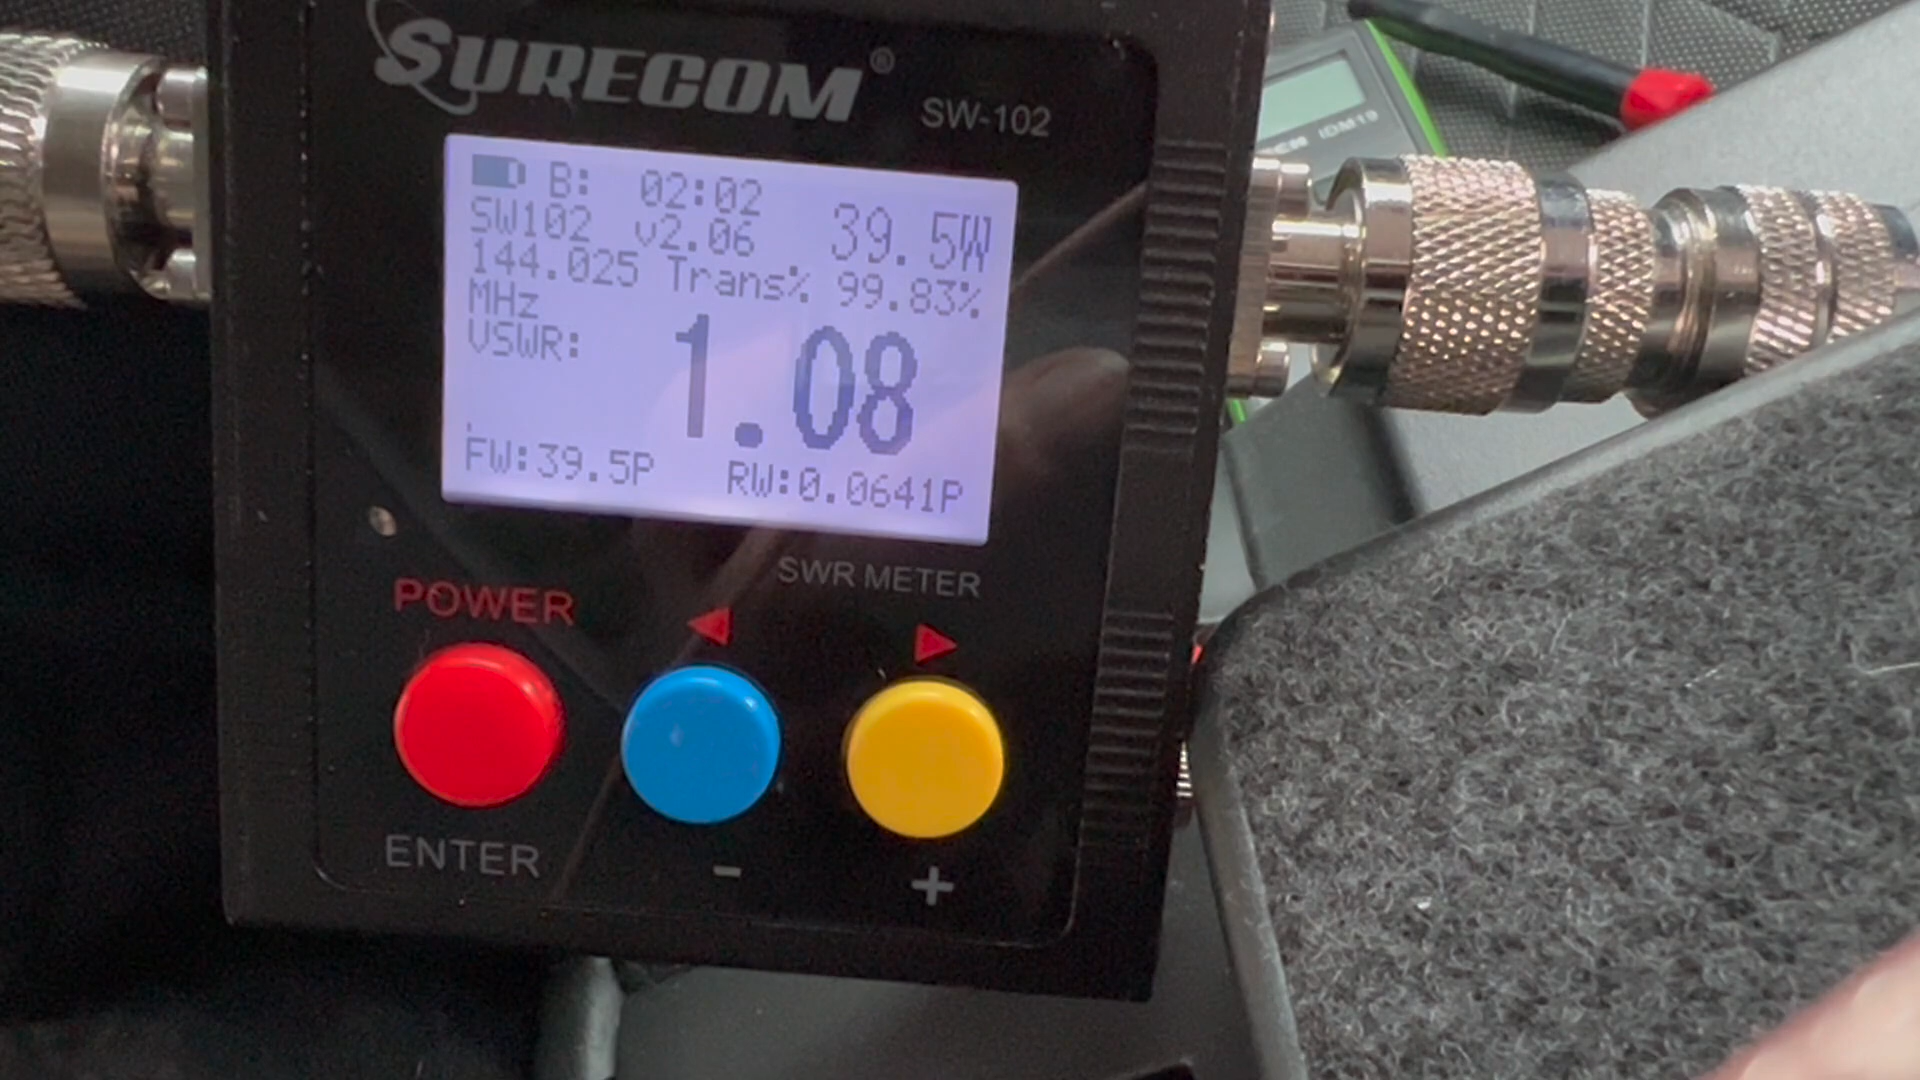 SURECOM®
SW-102
B: 02:02
SW102 v2.06 39.5W
144.025 Trans% 99.83%
MHz
VSWR: 1.08
FW:39.5P RW:0.0641P
SWR METER
POWER
ENTER
-
+
IDM19